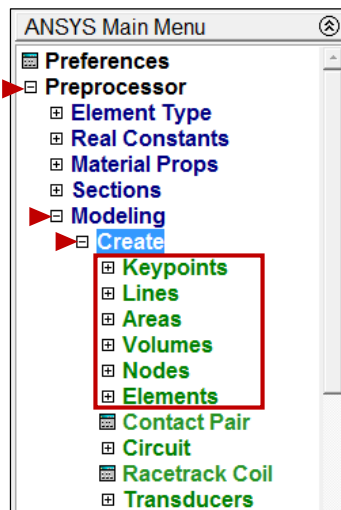 ANSYS Main Menu
Preferences
Preprocessor
Element Type
Real Constants
Material Props
Sections
Modeling
Create
Keypoints
Lines
Areas
Volumes
Nodes
Elements
Contact Pair
Circuit
Racetrack Coil
Transducers